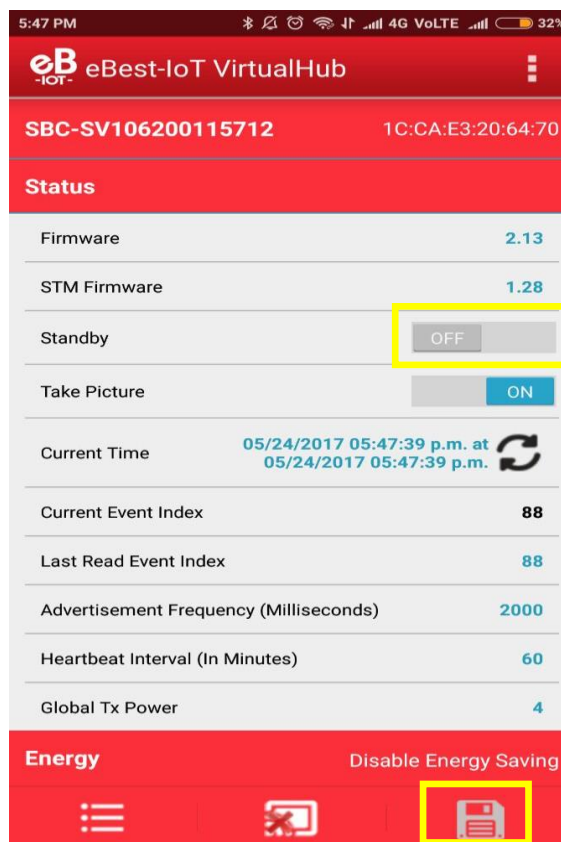 5:47 PM 4G VoLTE 32%
eB -IOT- eBest-IoT VirtualHub
SBC-SV106200115712 1C:CA:E3:20:64:70
Status
Firmware 2.13
STM Firmware 1.28
Standby OFF
Take Picture ON
Current Time 05/24/2017 05:47:39 p.m. at
05/24/2017 05:47:39 p.m.
Current Event Index 88
Last Read Event Index 88
Advertisement Frequency (Milliseconds) 2000
Heartbeat Interval (In Minutes) 60
Global Tx Power 4
Energy Disable Energy Saving